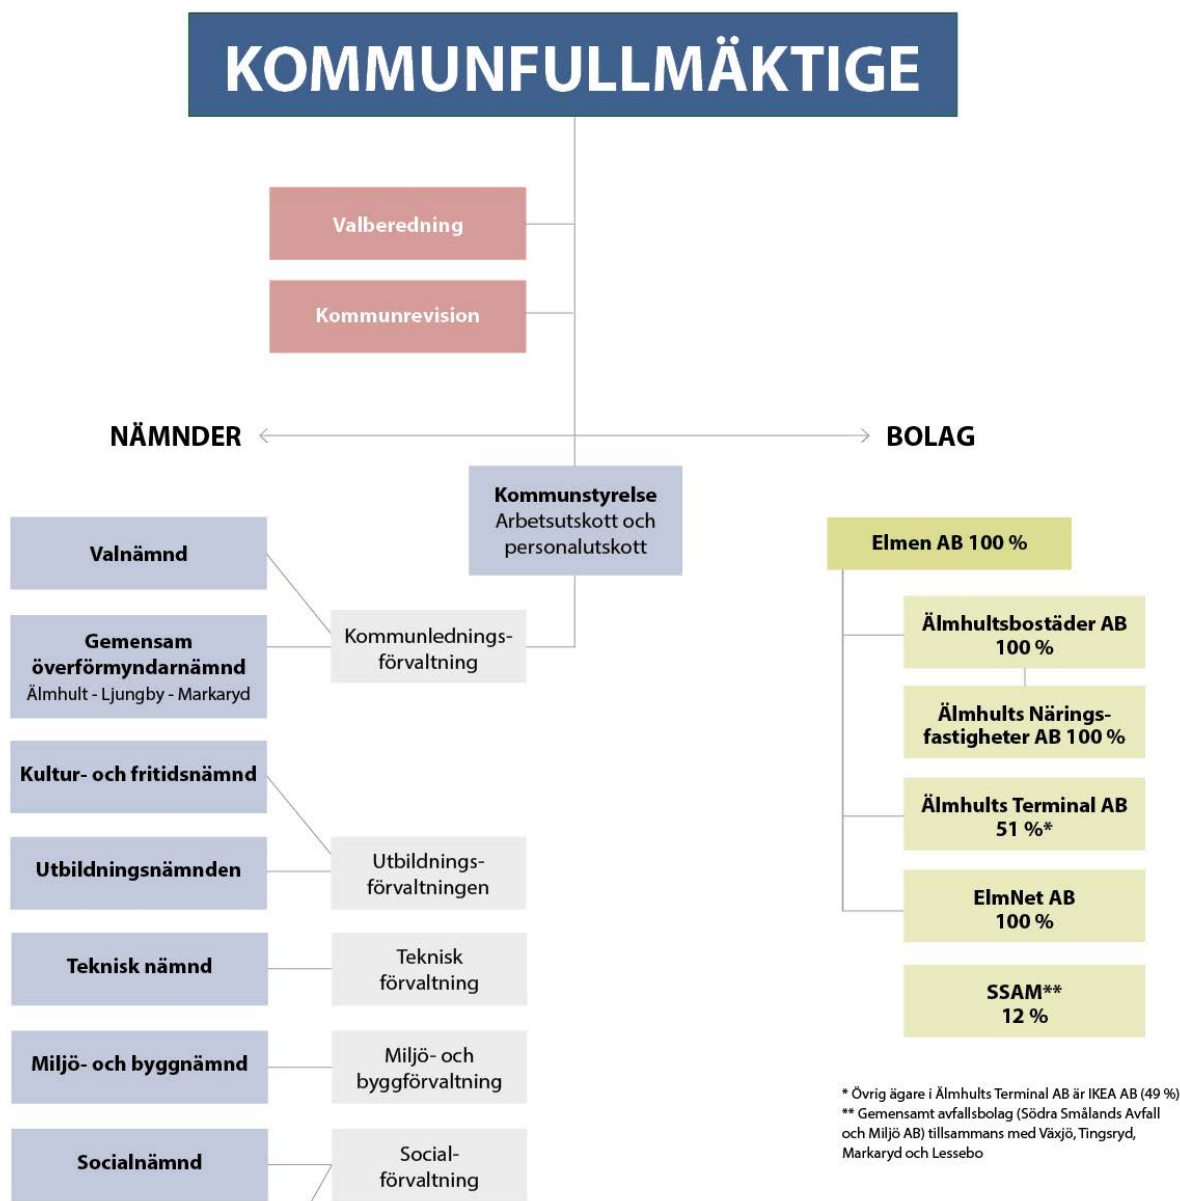 KOMMUNFULLMÄKTIGE
Valberedning
Kommunrevision
NÄMNDER
BOLAG
Kommunstyrelse
Arbetsutskott och
personalutskott
Valnämnd
Gemensam
överförmyndarnämnd
Älmhult - Ljungby - Markaryd
Kommunlednings-
förvaltning
Kultur- och fritidsnämnd
Utbildningsnämnden
Utbildnings-
förvaltningen
Teknisk nämnd
Teknisk
förvaltning
Miljö- och byggnämnd
Miljö- och
byggförvaltning
Socialnämnd
Social-
förvaltning
Elmen AB 100 %
Älmhultsbostäder AB
100 %
Älmhults Närings-
fastigheter AB 100 %
Älmhults Terminal AB
51 %*
ElmNet AB
100 %
SSAM**
12 %
* Övrig ägare i Älmhults Terminal AB är IKEA AB (49 %)
** Gemensamt avfallsbolag (Södra Smålands Avfall
och Miljö AB) tillsammans med Växjö, Tingsryd,
Markaryd och Lessebo